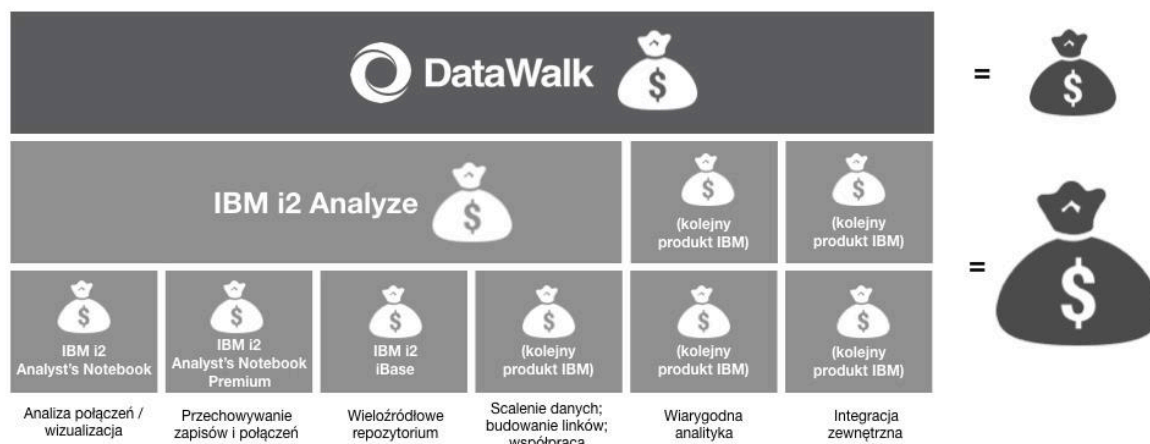 DataWalk $
= $
IBM i2 Analyze $
$
(kolejny
produkt IBM)
$
(kolejny
produkt IBM)
= $
$
IBM i2
Analyst's Notebook
$
IBM i2
Analyst's Notebook
Premium
$
IBM i2
iBase
$
(kolejny
produkt IBM)
$
(kolejny
produkt IBM)
$
(kolejny
produkt IBM)
Analiza połączeń /
wizualizacja
Przechowywanie
zapisów i połączeń
Wieloźródłowe
repozytorium
Scalenie danych;
budowanie linków;
współpraca
Wiarygodna
analityka
Integracja
zewnętrzna